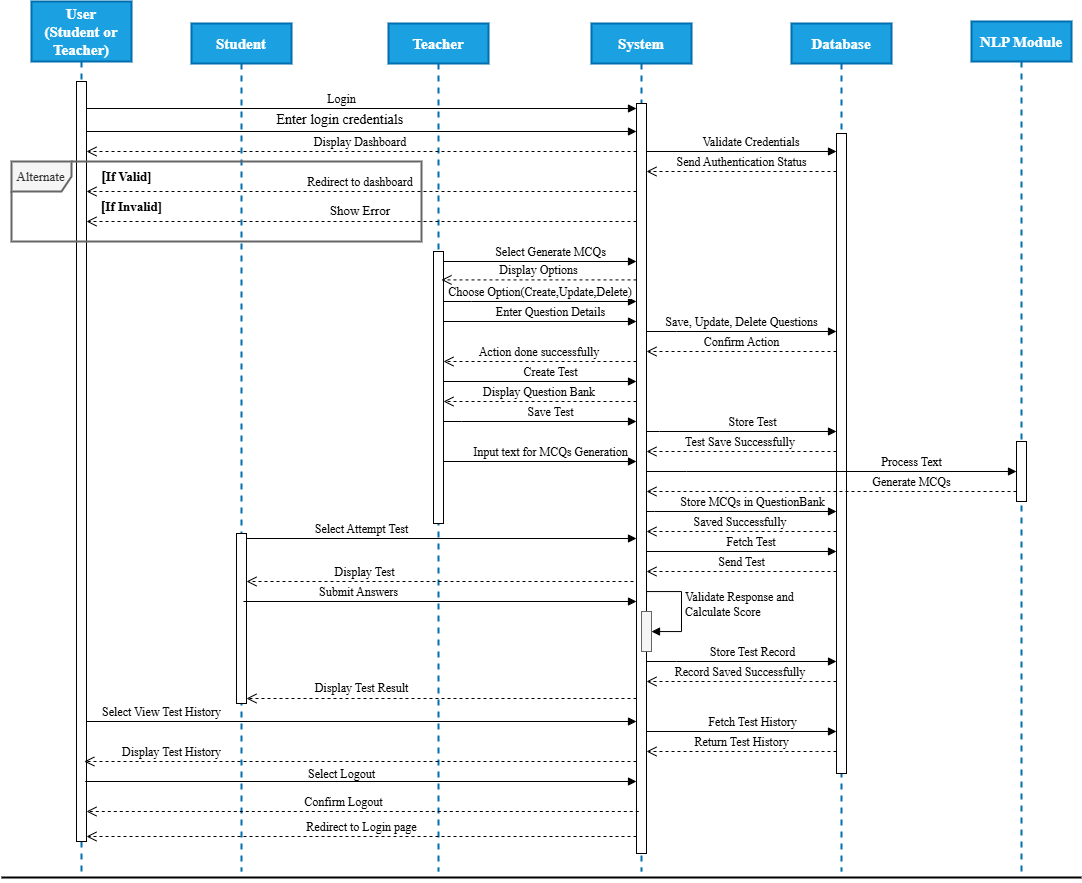 User
(Student or
Teacher)
Student
Teacher
System
Database
NLP Module
Login
Enter login credentials
Display Dashboard
Validate Credentials
Send Authentication Status
Alternate
[If Valid]
Redirect to dashboard
[If Invalid]
Show Error
Select Generate MCQs
Display Options
Choose Option(Create,Update,Delete)
Enter Question Details
Save, Update, Delete Questions
Confirm Action
Action done successfully
Create Test
Display Question Bank
Save Test
Store Test
Test Save Successfully
Input text for MCQs Generation
Process Text
Generate MCQs
Store MCQs in QuestionBank
Saved Successfully
Select Attempt Test
Fetch Test
Send Test
Display Test
Submit Answers
Validate Response and
Calculate Score
Store Test Record
Record Saved Successfully
Display Test Result
Select View Test History
Fetch Test History
Return Test History
Display Test History
Select Logout
Confirm Logout
Redirect to Login page